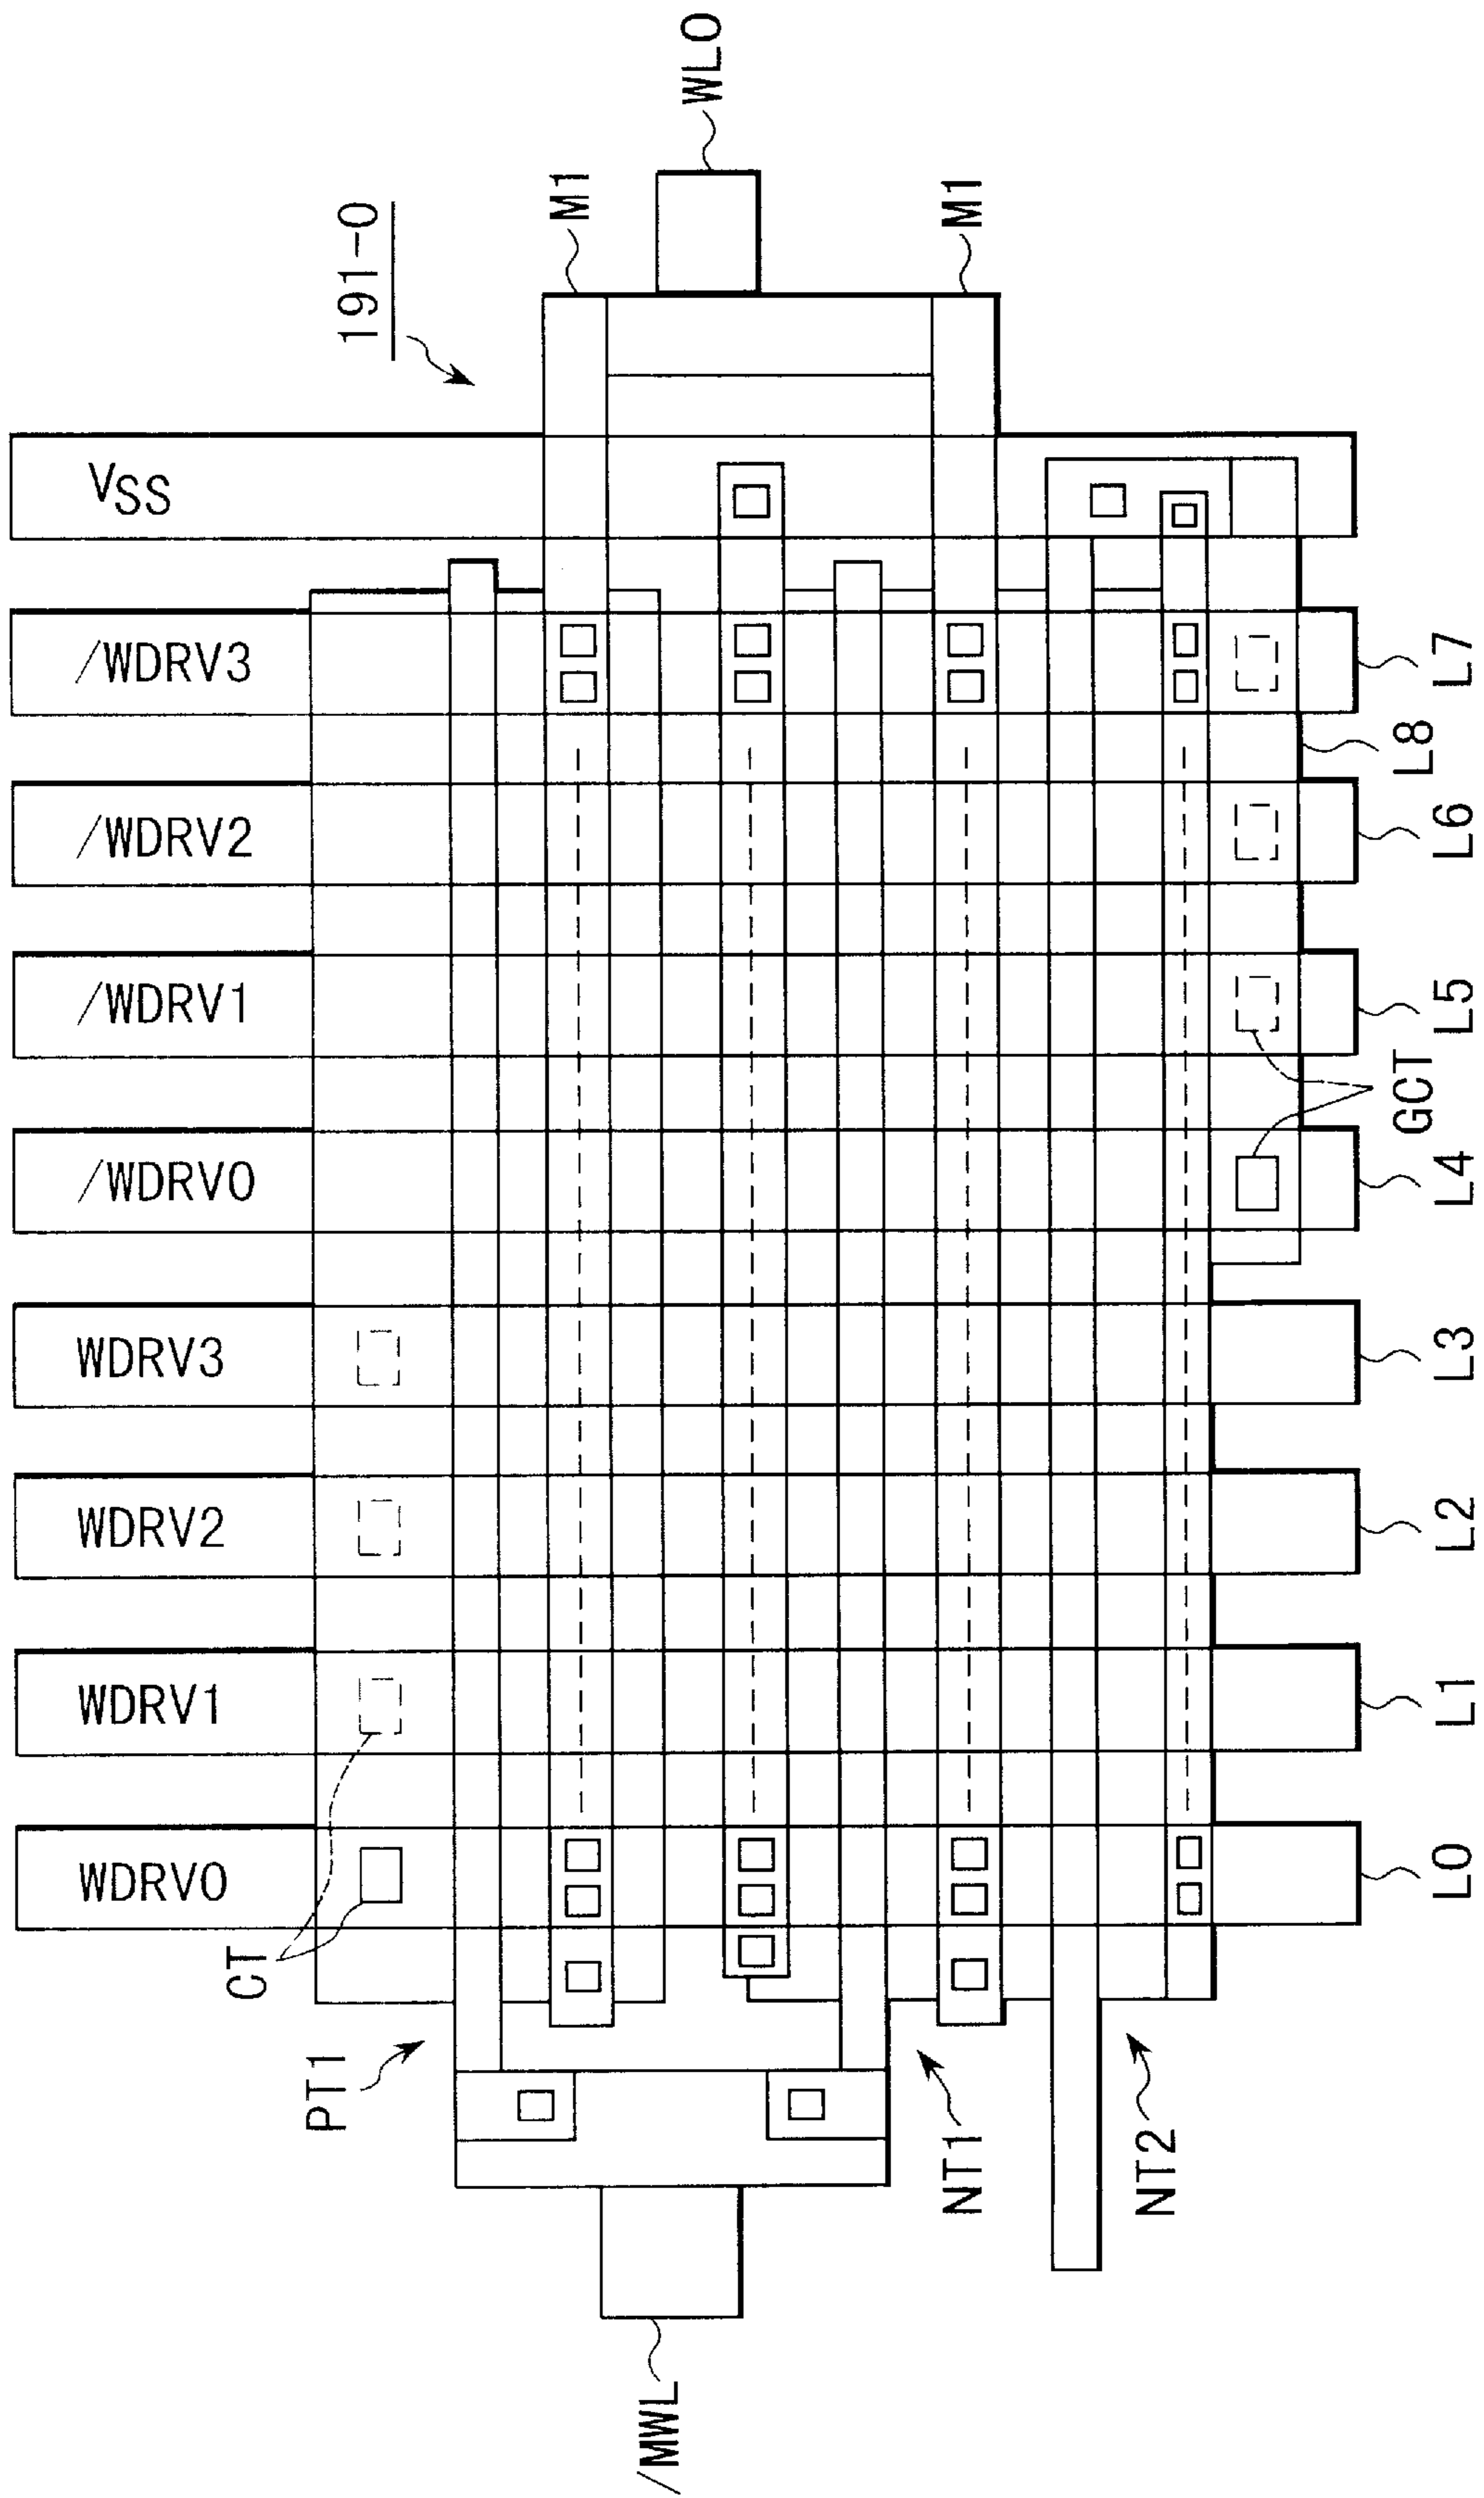 WL0
M1
M1
191-0
VSS
/WDRV3
/WDRV2
/WDRV1
/WDRV0
WDRV3
WDRV2
WDRV1
WDRV0
L7
L8
L6
L5
GCT
L4
L3
L2
L1
L0
CT
PT1
NT1
NT2
/MWL